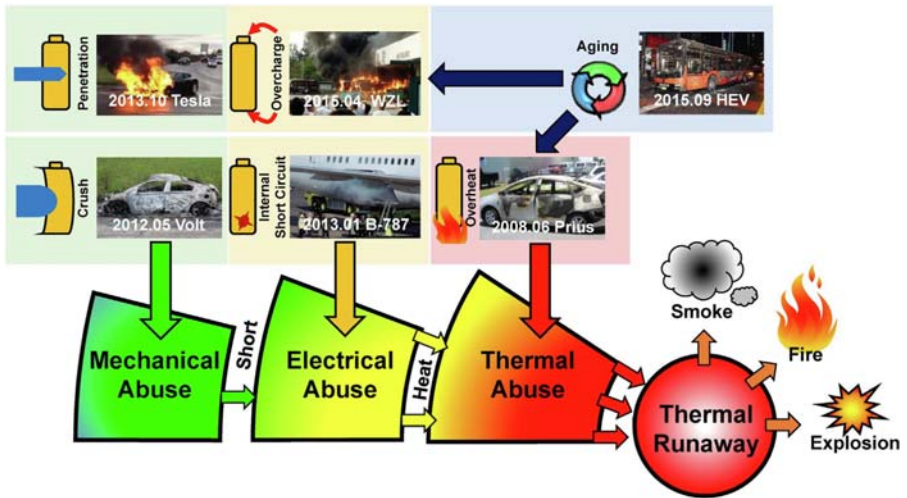 Penetration
2013.10 Tesla
Overcharge
2015.04, WZL
Aging
2015.09 HEV
Crush
2012.05 Volt
Internal
Short Circuit
2013.01 B-787
Overheat
2008.06 Prius
Smoke
Fire
Explosion
Mechanical
Abuse
Short
Electrical
Abuse
Heat
Thermal
Abuse
Thermal
Runaway